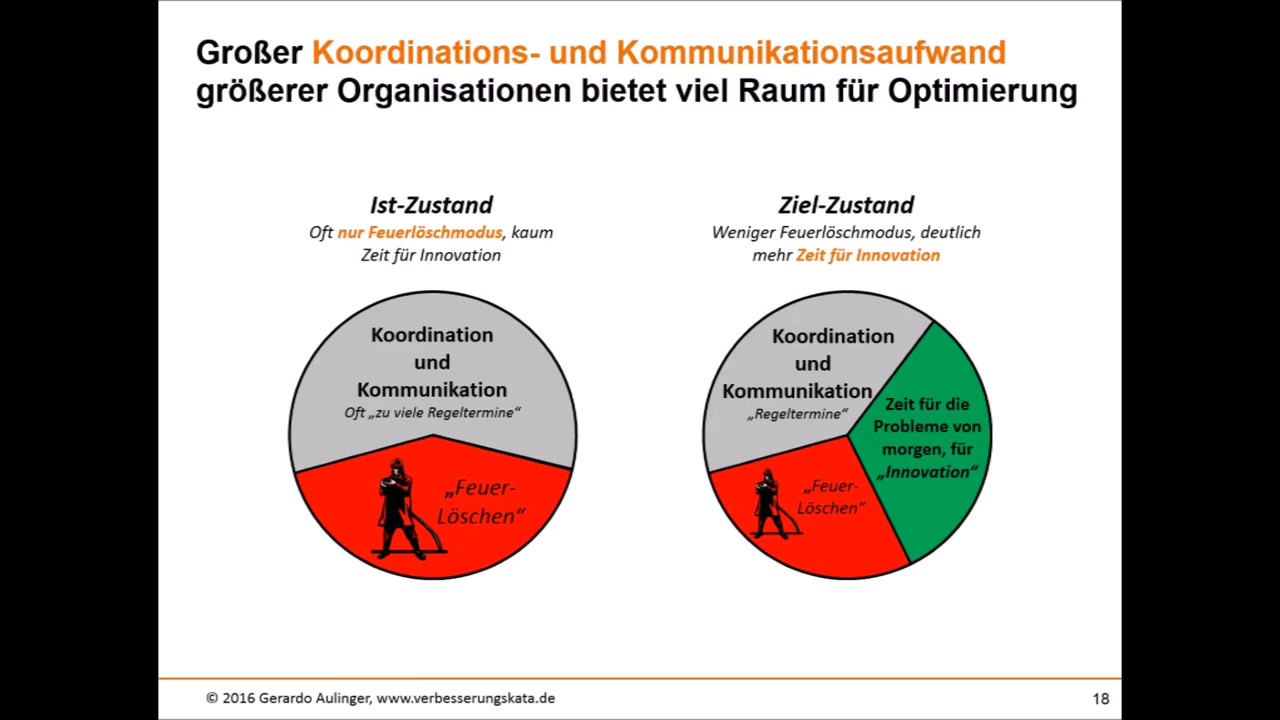 Großer Koordinations- und Kommunikationsaufwand
größerer Organisationen bietet viel Raum für Optimierung
Ist-Zustand
Oft nur Feuerlöschmodus, kaum
Zeit für Innovation
Koordination
und
Kommunikation
Oft „zu viele Regeltermine“
„Feuer-
Löschen“
Ziel-Zustand
Weniger Feuerlöschmodus, deutlich
mehr Zeit für Innovation
Koordination
und
Kommunikation
„Regeltermine“
Zeit für die
Probleme von
morgen, für
„Innovation“
„Feuer-
Löschen“
© 2016 Gerardo Aulinger, www.verbesserungskata.de
18